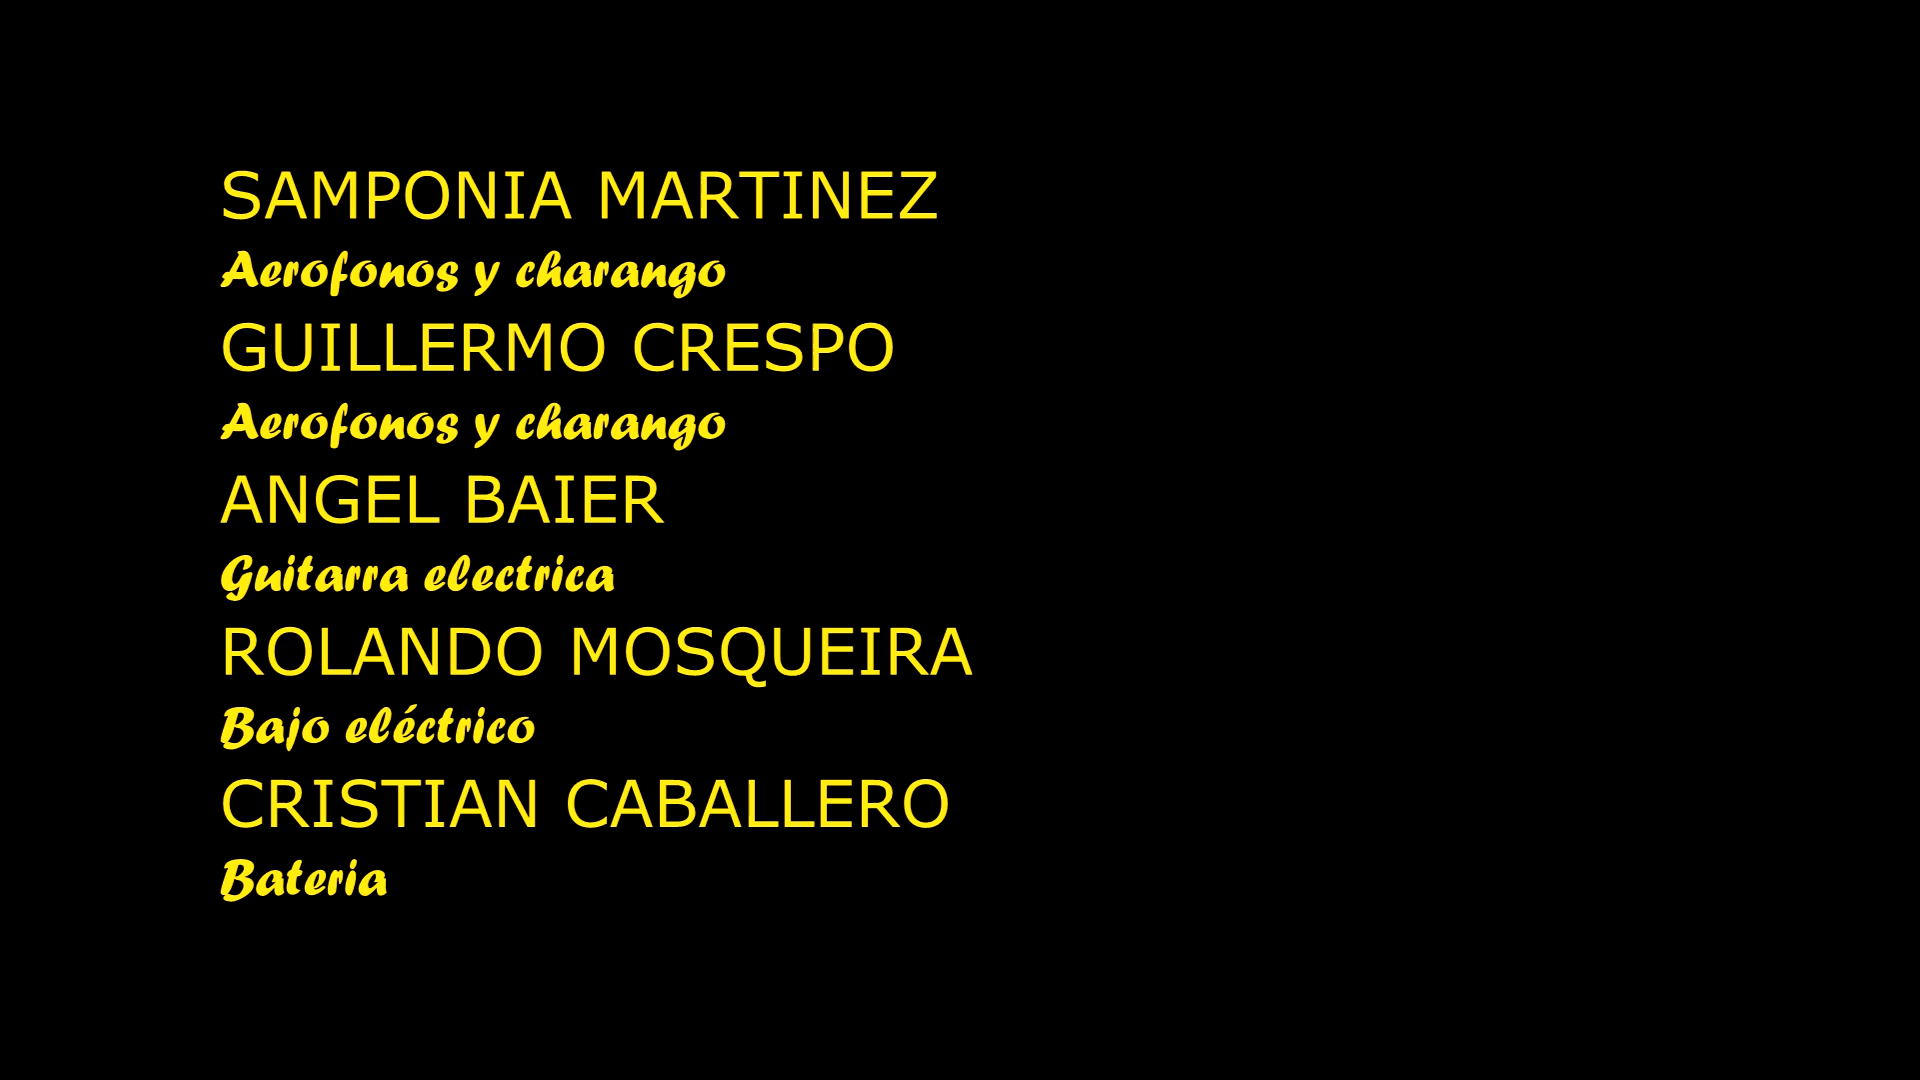 SAMPONIA MARTINEZ
Aerofonos y charango
GUILLERMO CRESPO
Aerofonos y charango
ANGEL BAIER
Guitarra electrica
ROLANDO MOSQUEIRA
Bajo eléctrico
CRISTIAN CABALLERO
Bateria